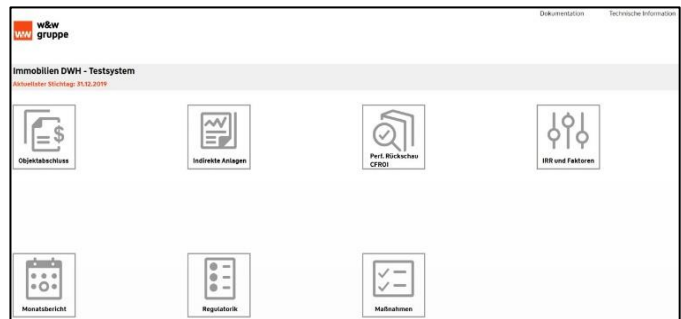 Dokumentation Technische Information
w&w
ww gruppe
Immobilien DWH - Testsystem
Aktuellster Stichtag: 31.12.2019
Objektabschluss
Indirekte Anlagen
Perf. Rückschau
CFROI
IRR und Faktoren
Monatsbericht
Regulatorik
Maßnahmen